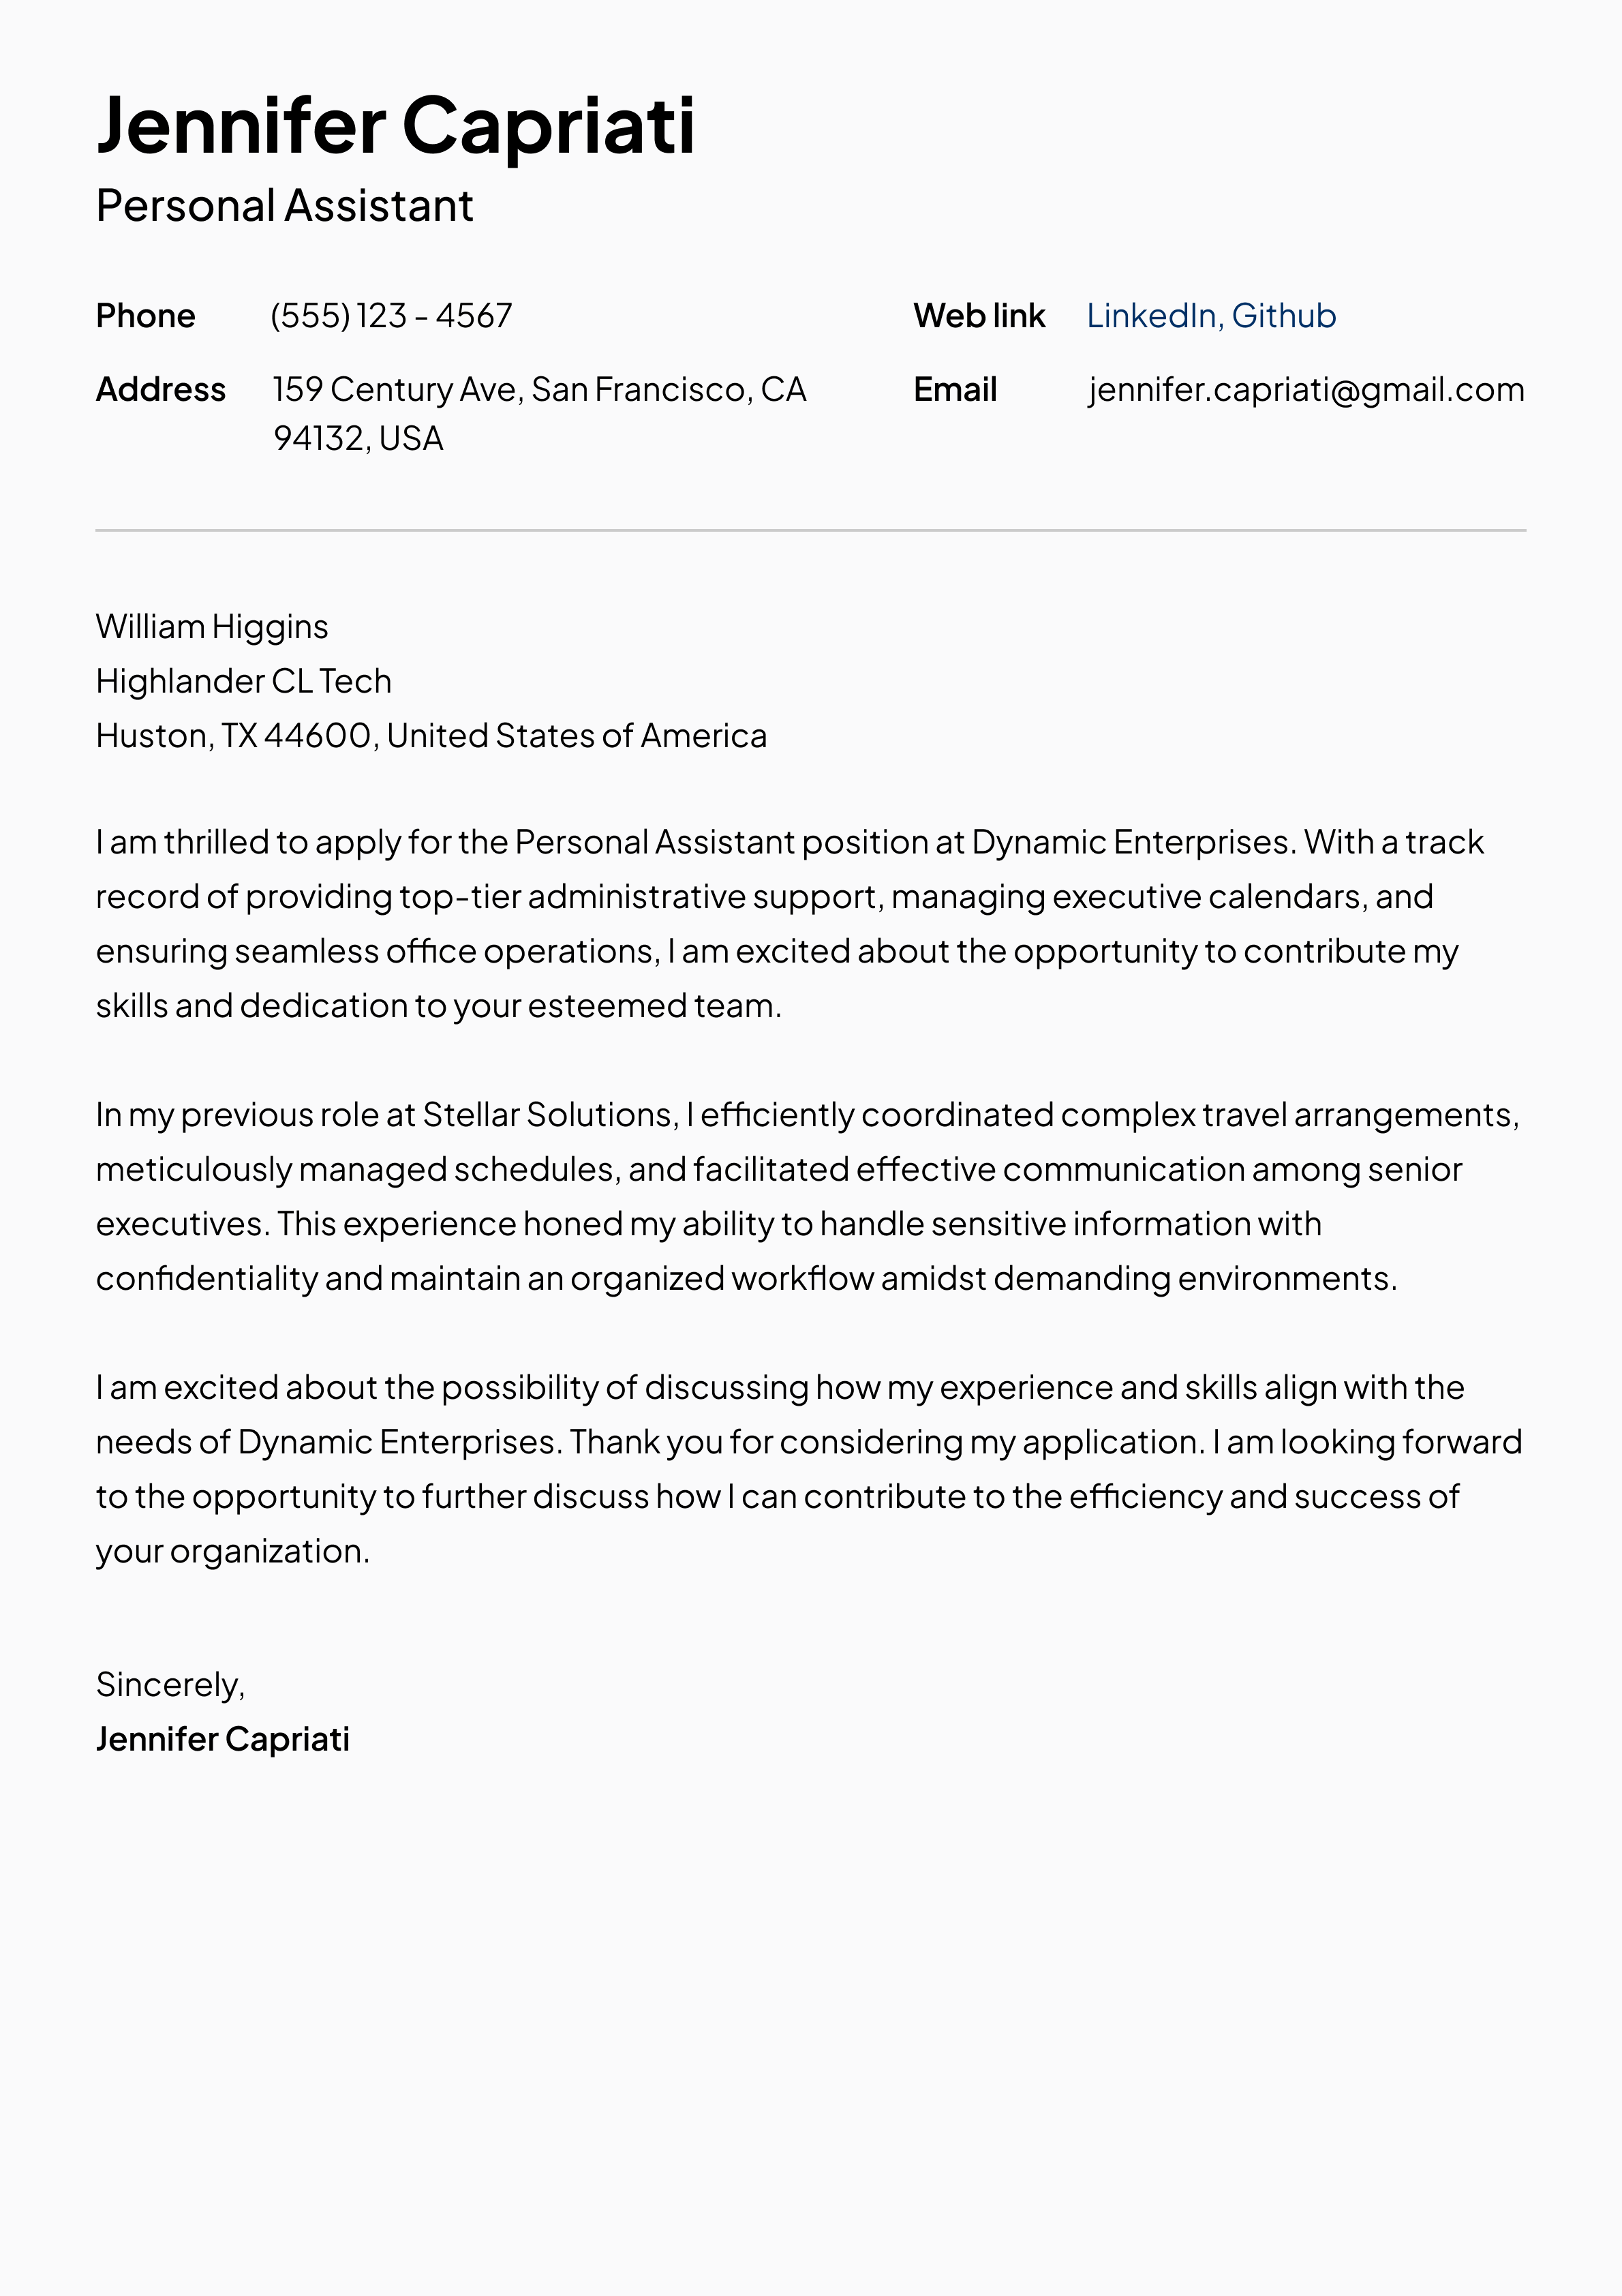 Jennifer Capriati
Personal Assistant
Phone (555) 123 - 4567
Web link LinkedIn, Github
Address 159 Century Ave, San Francisco, CA
94132, USA
Email jennifer.capriati@gmail.com
William Higgins
Highlander CL Tech
Huston, TX 44600, United States of America
I am thrilled to apply for the Personal Assistant position at Dynamic Enterprises. With a track
record of providing top-tier administrative support, managing executive calendars, and
ensuring seamless office operations, I am excited about the opportunity to contribute my
skills and dedication to your esteemed team.
In my previous role at Stellar Solutions, I efficiently coordinated complex travel arrangements,
meticulously managed schedules, and facilitated effective communication among senior
executives. This experience honed my ability to handle sensitive information with
confidentiality and maintain an organized workflow amidst demanding environments.
I am excited about the possibility of discussing how my experience and skills align with the
needs of Dynamic Enterprises. Thank you for considering my application. I am looking forward
to the opportunity to further discuss how I can contribute to the efficiency and success of
your organization.
Sincerely,
Jennifer Capriati